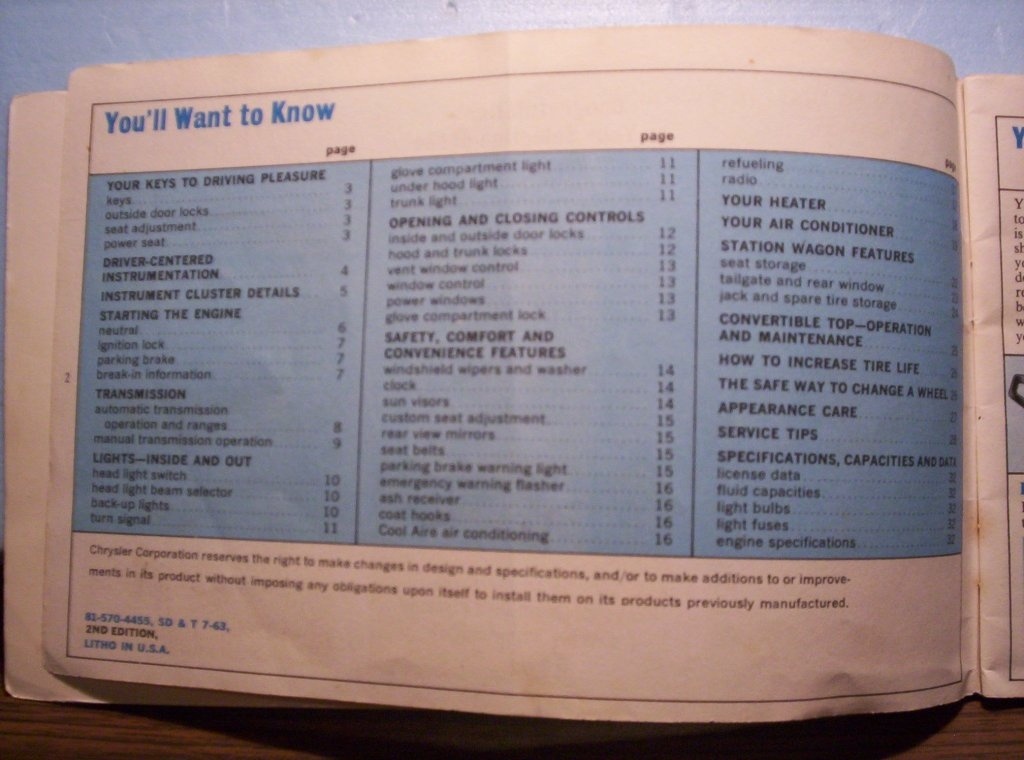 You'll Want to Know
page
YOUR KEYS TO DRIVING PLEASURE
keys 3
outside door locks 3
seat adjustment 3
power seat 3
DRIVER-CENTERED
INSTRUMENTATION 4
INSTRUMENT CLUSTER DETAILS 5
STARTING THE ENGINE
neutral 6
ignition lock 7
parking brake 7
break-in information 7
TRANSMISSION
automatic transmission
operation and ranges 8
manual transmission operation 9
LIGHTS—INSIDE AND OUT
head light switch 10
head light beam selector 10
back-up lights 10
turn signal 11
page
glove compartment light 11
under hood light 11
trunk light 11
OPENING AND CLOSING CONTROLS
inside and outside door locks 12
hood and trunk locks 12
vent window control 13
window control 13
power windows 13
glove compartment lock 13
SAFETY, COMFORT AND
CONVENIENCE FEATURES
windshield wipers and washer 14
clock 14
sun visors 14
custom seat adjustment 15
rear view mirrors 15
seat belts 15
parking brake warning light 15
emergency warning flasher 16
ash receiver 16
coat hooks 16
Cool Aire air conditioning 16
refueling
radio
YOUR HEATER
YOUR AIR CONDITIONER
STATION WAGON FEATURES
seat storage
tailgate and rear window
jack and spare tire storage
CONVERTIBLE TOP—OPERATION
AND MAINTENANCE
HOW TO INCREASE TIRE LIFE
THE SAFE WAY TO CHANGE A WHEEL
APPEARANCE CARE
SERVICE TIPS
SPECIFICATIONS, CAPACITIES AND DATA
license data 32
fluid capacities 32
light bulbs 32
light fuses 32
engine specifications 32
Chrysler Corporation reserves the right to make changes in design and specifications, and/or to make additions to or improve-
ments in its product without imposing any obligations upon itself to install them on its products previously manufactured.
81-570-4455, SD & T 7-63,
2ND EDITION,
LITHO IN U.S.A.
2